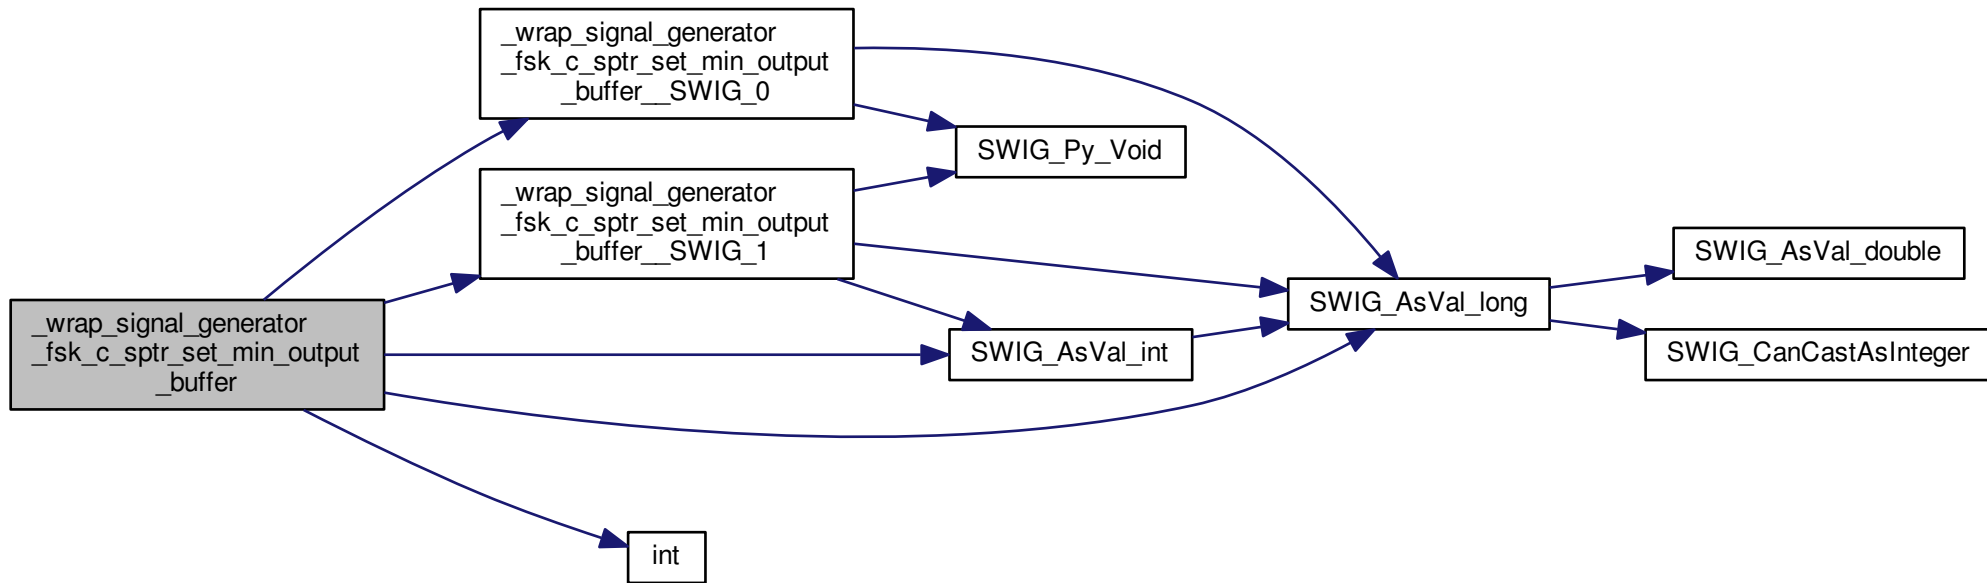 _wrap_signal_generator
_fsk_c_sptr_set_min_output
_buffer__SWIG_0
SWIG_Py_Void
_wrap_signal_generator
_fsk_c_sptr_set_min_output
_buffer__SWIG_1
SWIG_AsVal_double
SWIG_AsVal_long
_wrap_signal_generator
_fsk_c_sptr_set_min_output
_buffer
SWIG_AsVal_int
SWIG_CanCastAsInteger
int